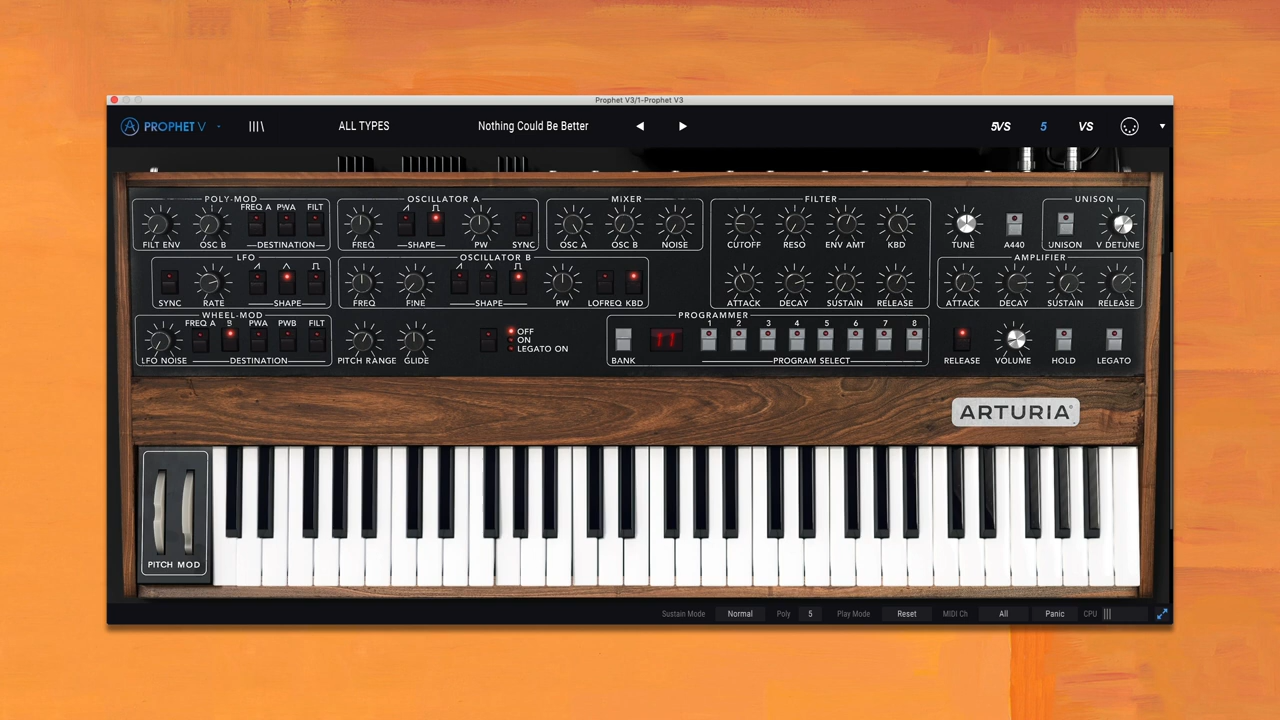 Prophet V3/1-Prophet V3
PROPHET V
ALL TYPES
Nothing Could Be Better
5VS
5
VS
POLY-MOD
FREQ A PWA FILT
FILT ENV OSC B DESTINATION
OSCILLATOR A
FREQ SHAPE PW SYNC
MIXER
OSC A OSC B NOISE
FILTER
CUTOFF RESO ENV AMT KBD
ATTACK DECAY SUSTAIN RELEASE
TUNE A440
UNISON
UNISON V DETUNE
LFO
SYNC RATE SHAPE
OSCILLATOR B
FREQ FINE SHAPE PW LOFREQ KBD
AMPLIFIER
ATTACK DECAY SUSTAIN RELEASE
WHEEL-MOD
FREQ A B PWA PWB FILT
LFO NOISE DESTINATION
PITCH RANGE GLIDE
OFF
ON
LEGATO ON
PROGRAMMER
1 2 3 4 5 6 7 8
BANK 11 PROGRAM SELECT
RELEASE VOLUME HOLD LEGATO
ARTURIA
PITCH MOD
Sustain Mode Normal Poly 5 Play Mode Reset MIDI Ch All Panic CPU